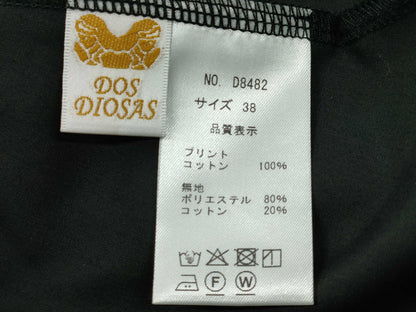 DOS
DIOSAS
NO. D8482
サイズ 38
品質表示
プリント
コットン 100%
無地
ポリエステル 80%
コットン 20%
F W